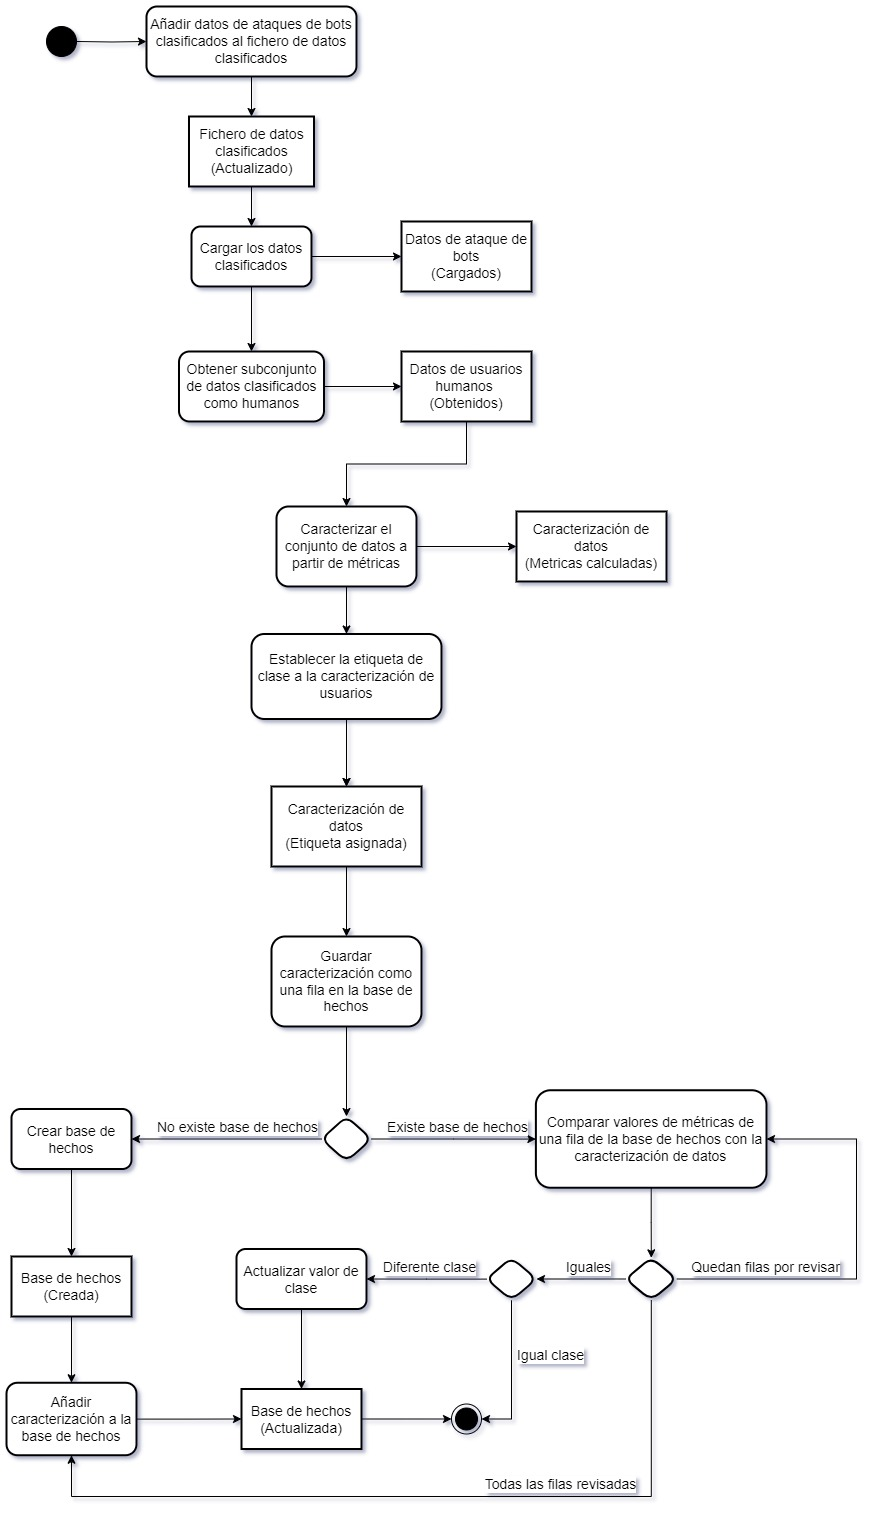 Añadir datos de ataques de bots
clasificados al fichero de datos
clasificados
Fichero de datos
clasificados
(Actualizado)
Cargar los datos
clasificados
Datos de ataque de
bots
(Cargados)
Obtener subconjunto
de datos clasificados
como humanos
Datos de usuarios
humanos
(Obtenidos)
Caracterizar el
conjunto de datos a
partir de métricas
Caracterización de
datos
(Metricas calculadas)
Establecer la etiqueta de
clase a la caracterización de
usuarios
Caracterización de
datos
(Etiqueta asignada)
Guardar
caracterización como
una fila en la base de
hechos
Crear base de
hechos
No existe base de hechos
Existe base de hechos
Comparar valores de métricas de
una fila de la base de hechos con la
caracterización de datos
Base de hechos
(Creada)
Actualizar valor de
clase
Diferente clase
Iguales
Quedan filas por revisar
Igual clase
Añadir
caracterización a la
base de hechos
Base de hechos
(Actualizada)
Todas las filas revisadas